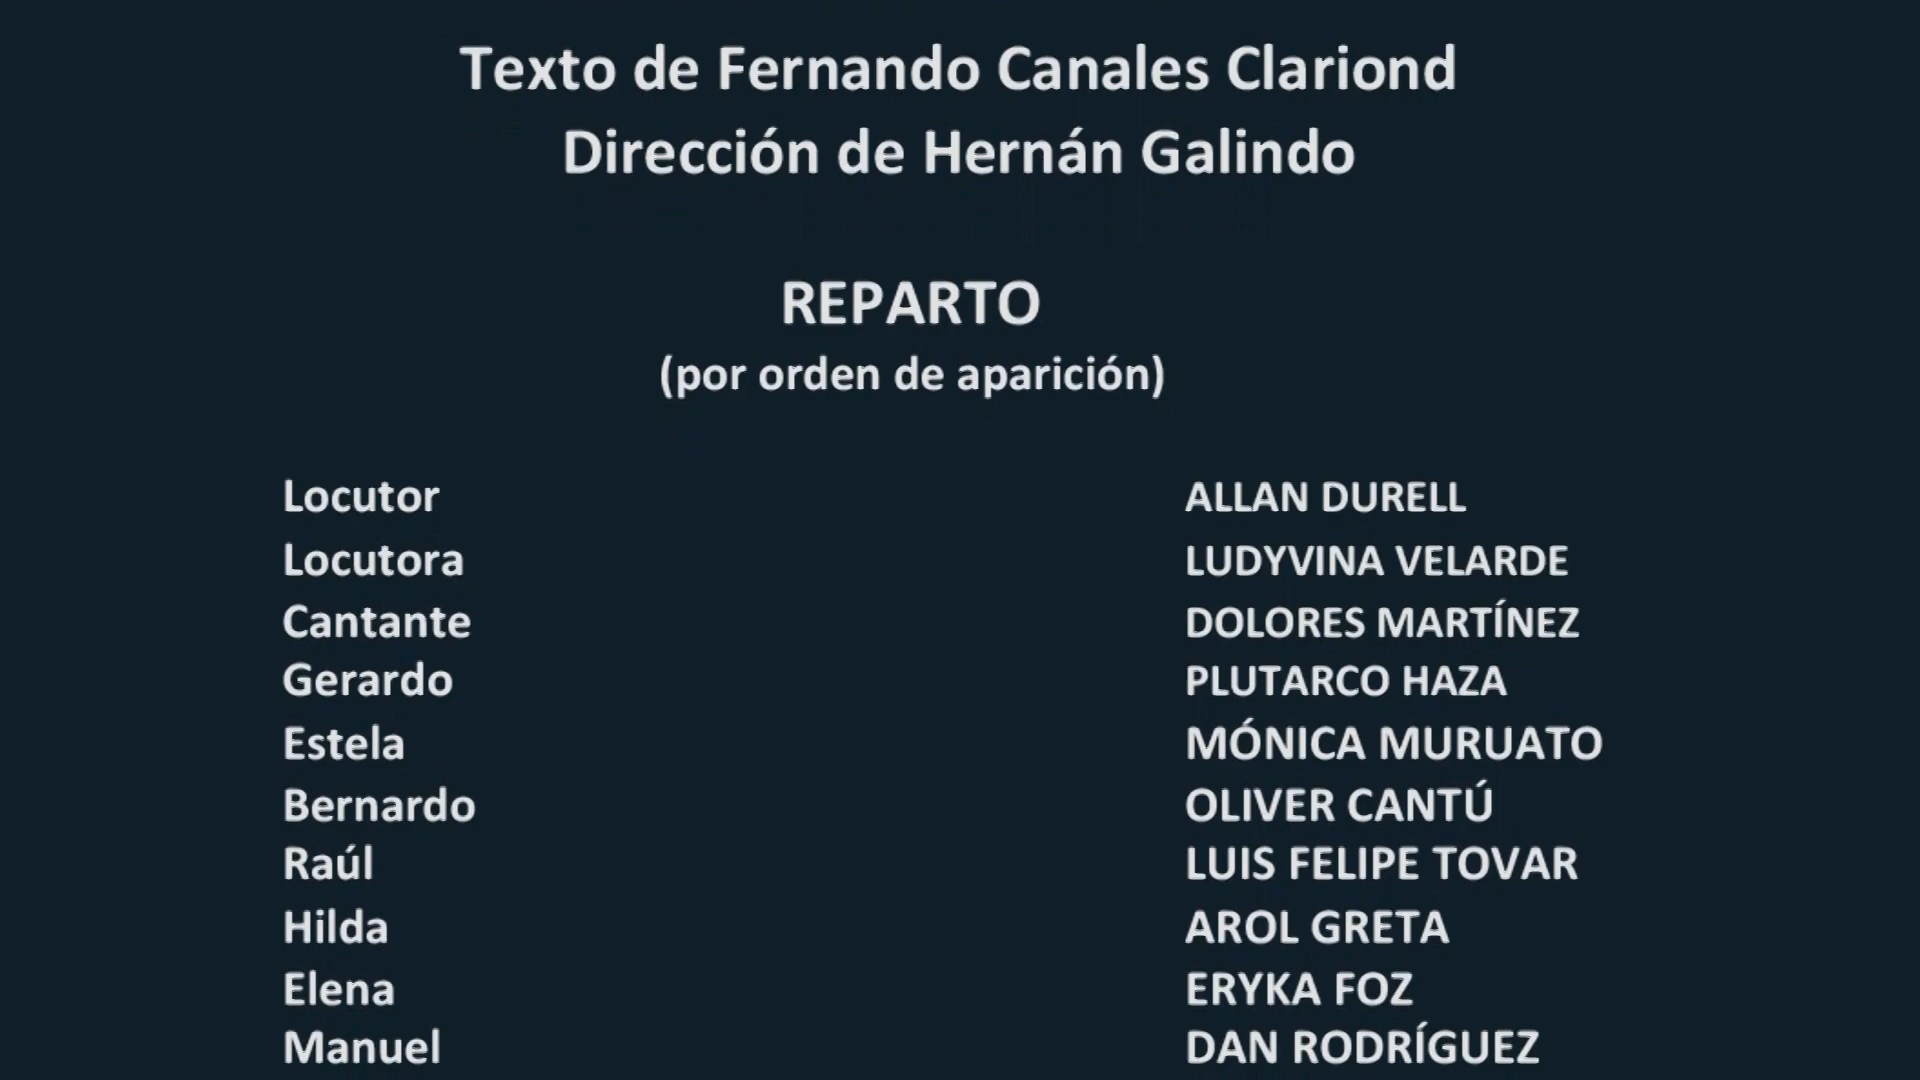 Texto de Fernando Canales Clariond
Dirección de Hernán Galindo
REPARTO
(por orden de aparición)
Locutor ALLAN DURELL
Locutora LUDYVINA VELARDE
Cantante DOLORES MARTÍNEZ
Gerardo PLUTARCO HAZA
Estela MÓNICA MURUATO
Bernardo OLIVER CANTÚ
Raúl LUIS FELIPE TOVAR
Hilda AROL GRETA
Elena ERYKA FOZ
Manuel DAN RODRÍGUEZ